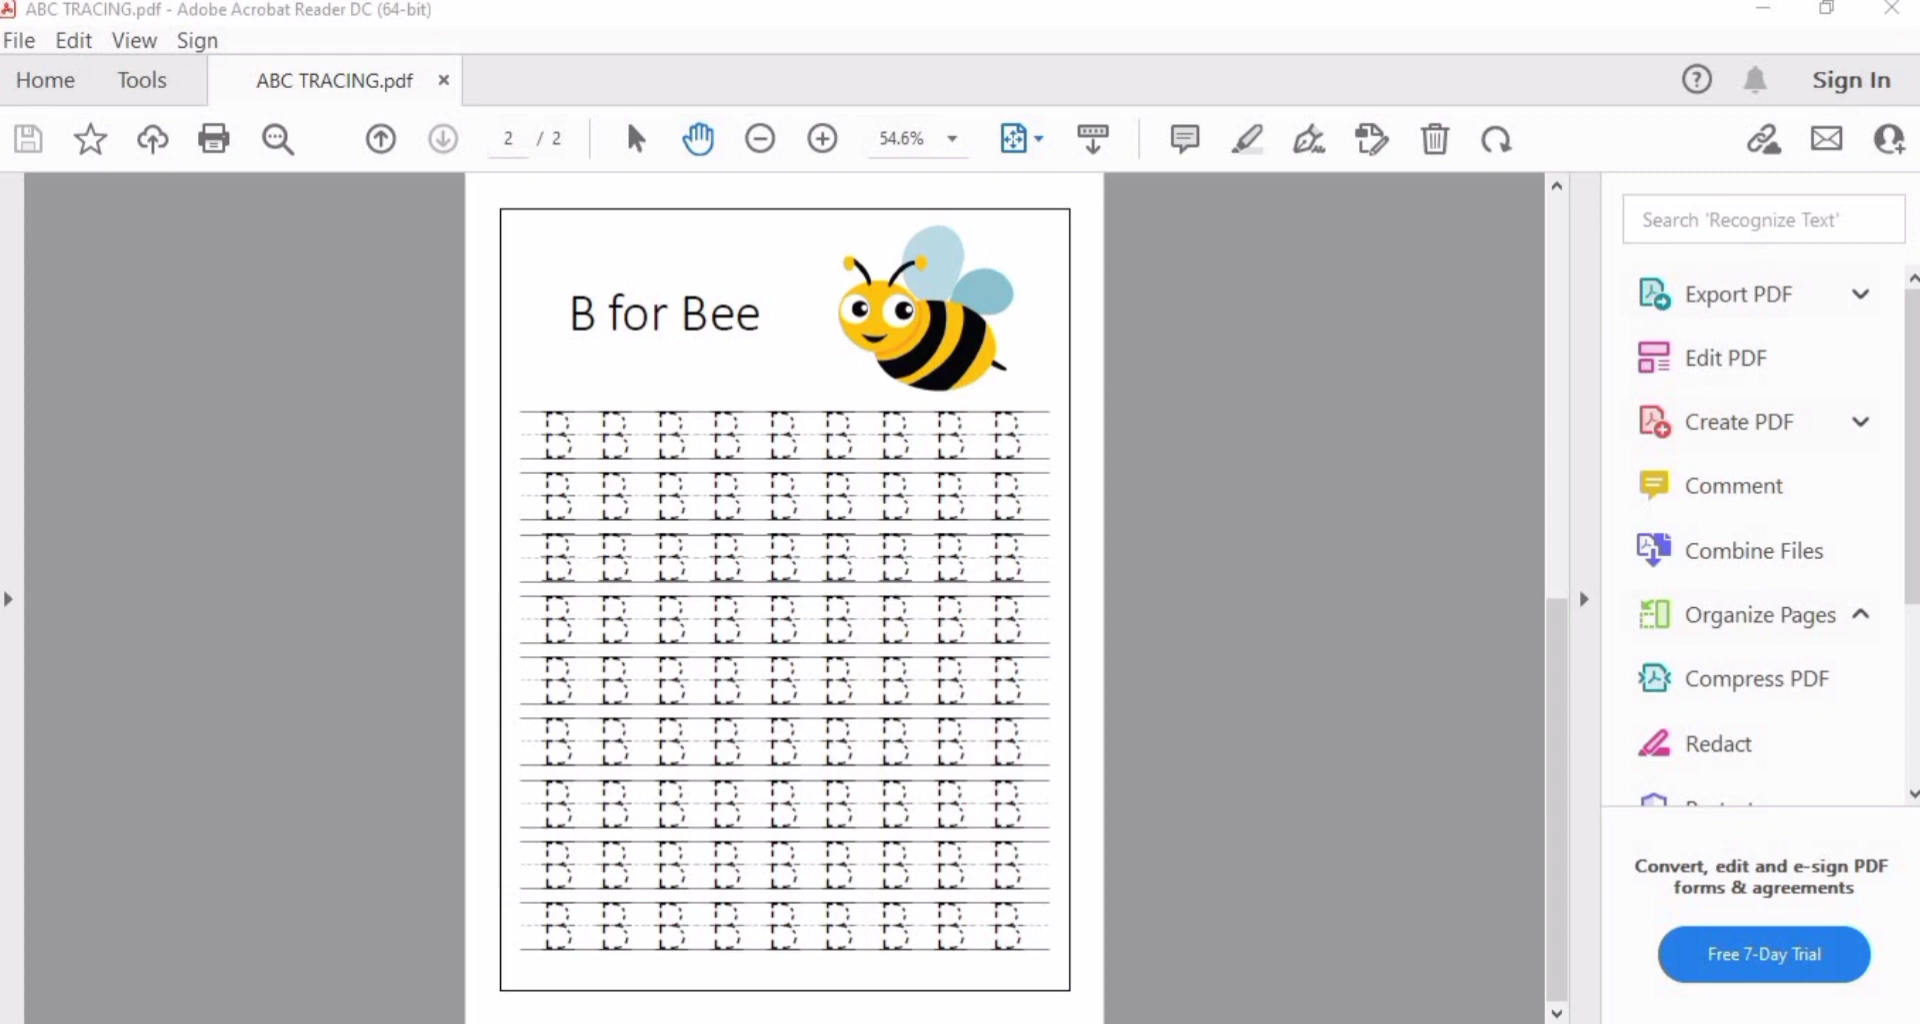 ABC TRACING.pdf - Adobe Acrobat Reader DC (64-bit)
File Edit View Sign
Home Tools ABC TRACING.pdf Sign In
2 / 2 54.6%
B for Bee
B B B B B B B B B
B B B B B B B B B
B B B B B B B B B
B B B B B B B B B
B B B B B B B B B
B B B B B B B B B
B B B B B B B B B
B B B B B B B B B
B B B B B B B B B
Search 'Recognize Text'
Export PDF
Edit PDF
Create PDF
Comment
Combine Files
Organize Pages
Compress PDF
Redact
Convert, edit and e-sign PDF
forms & agreements
Free 7-Day Trial